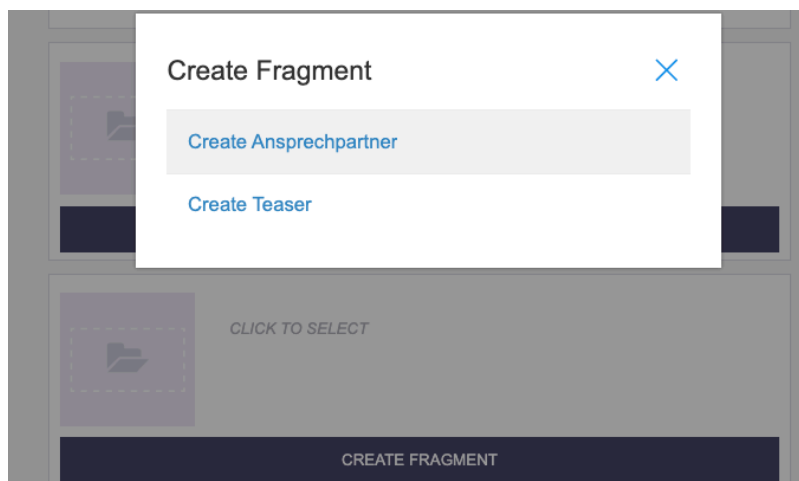 Create Fragment
Create Ansprechpartner
Create Teaser
CLICK TO SELECT
CREATE FRAGMENT